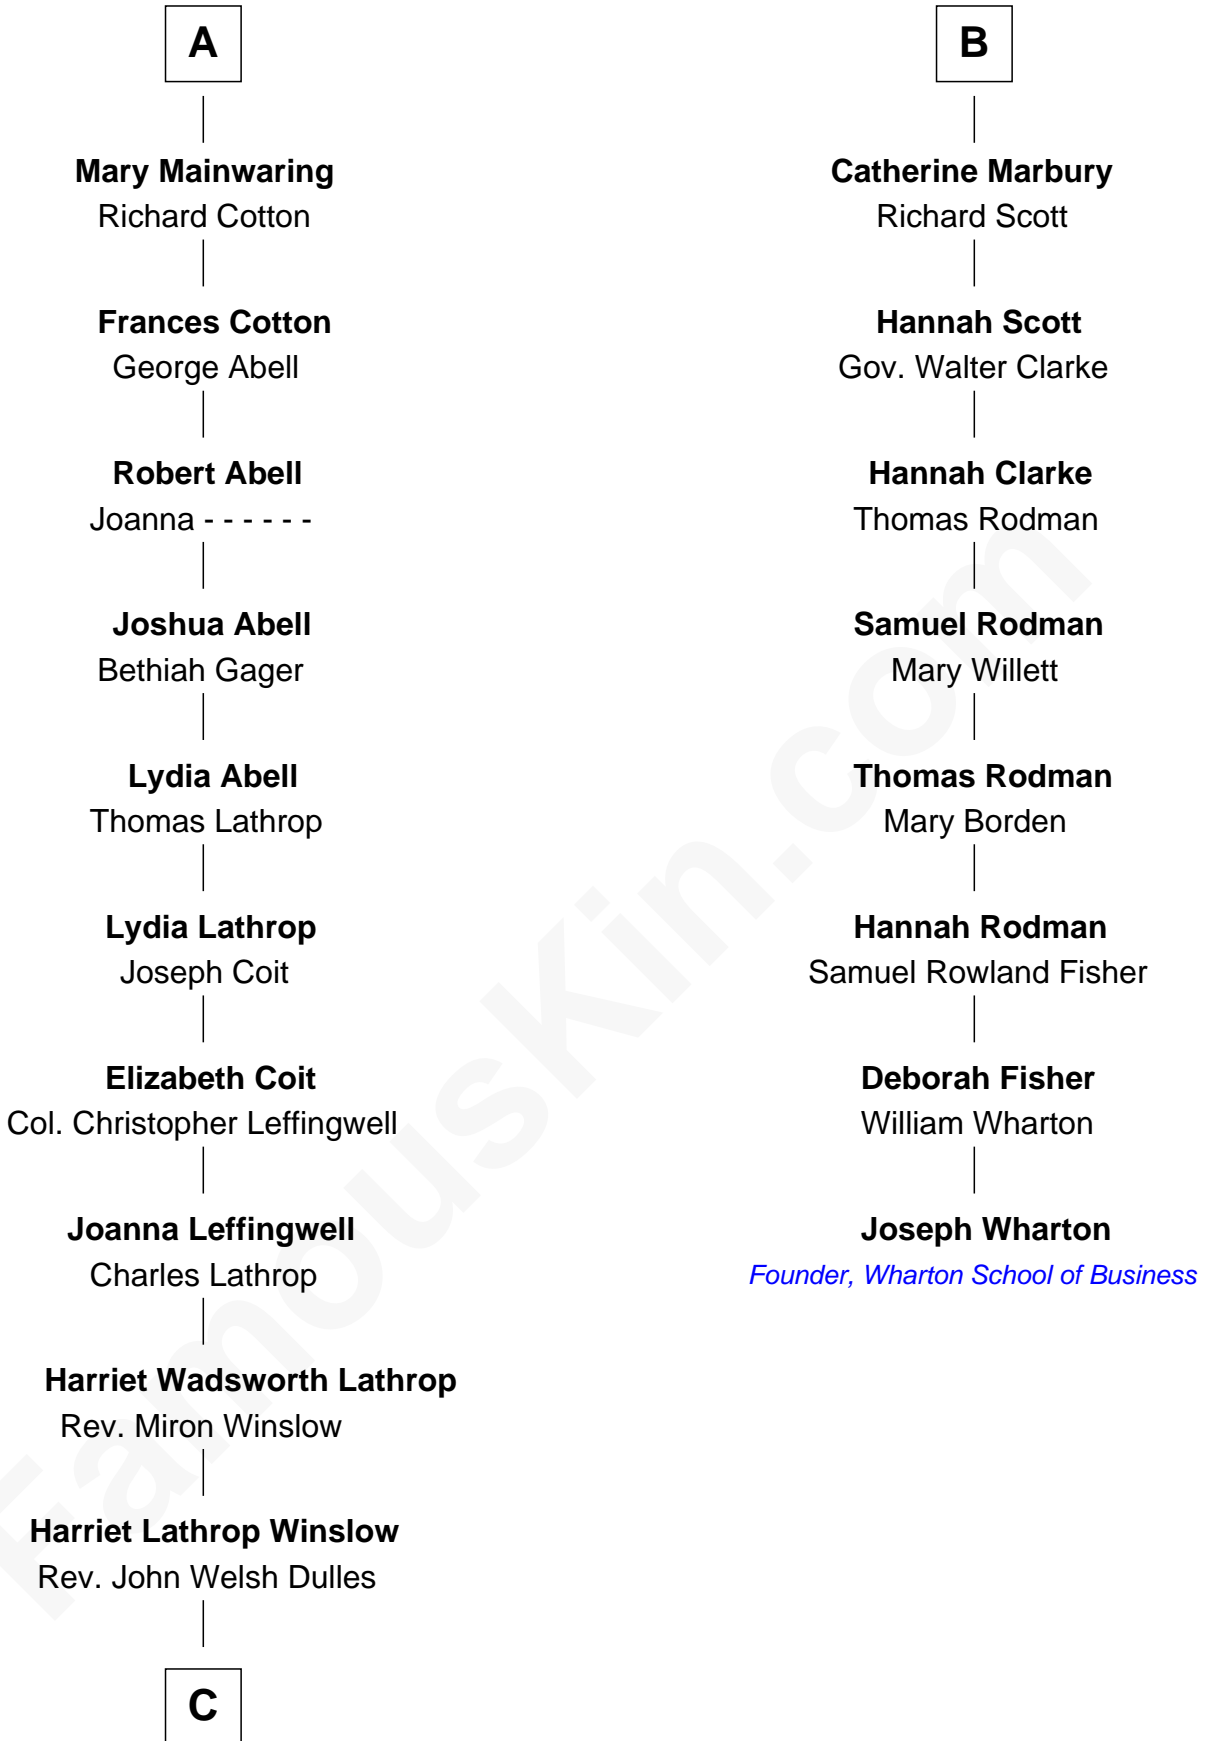 A
Mary Mainwaring
Richard Cotton
Frances Cotton
George Abell
Robert Abell
Joanna - - - - - -
Joshua Abell
Bethiah Gager
Lydia Abell
Thomas Lathrop
Lydia Lathrop
Joseph Coit
Elizabeth Coit
Col. Christopher Leffingwell
Joanna Leffingwell
Charles Lathrop
Harriet Wadsworth Lathrop
Rev. Miron Winslow
Harriet Lathrop Winslow
Rev. John Welsh Dulles
C
B
Catherine Marbury
Richard Scott
Hannah Scott
Gov. Walter Clarke
Hannah Clarke
Thomas Rodman
Samuel Rodman
Mary Willett
Thomas Rodman
Mary Borden
Hannah Rodman
Samuel Rowland Fisher
Deborah Fisher
William Wharton
Joseph Wharton
Founder, Wharton School of Business
FamousKin.com